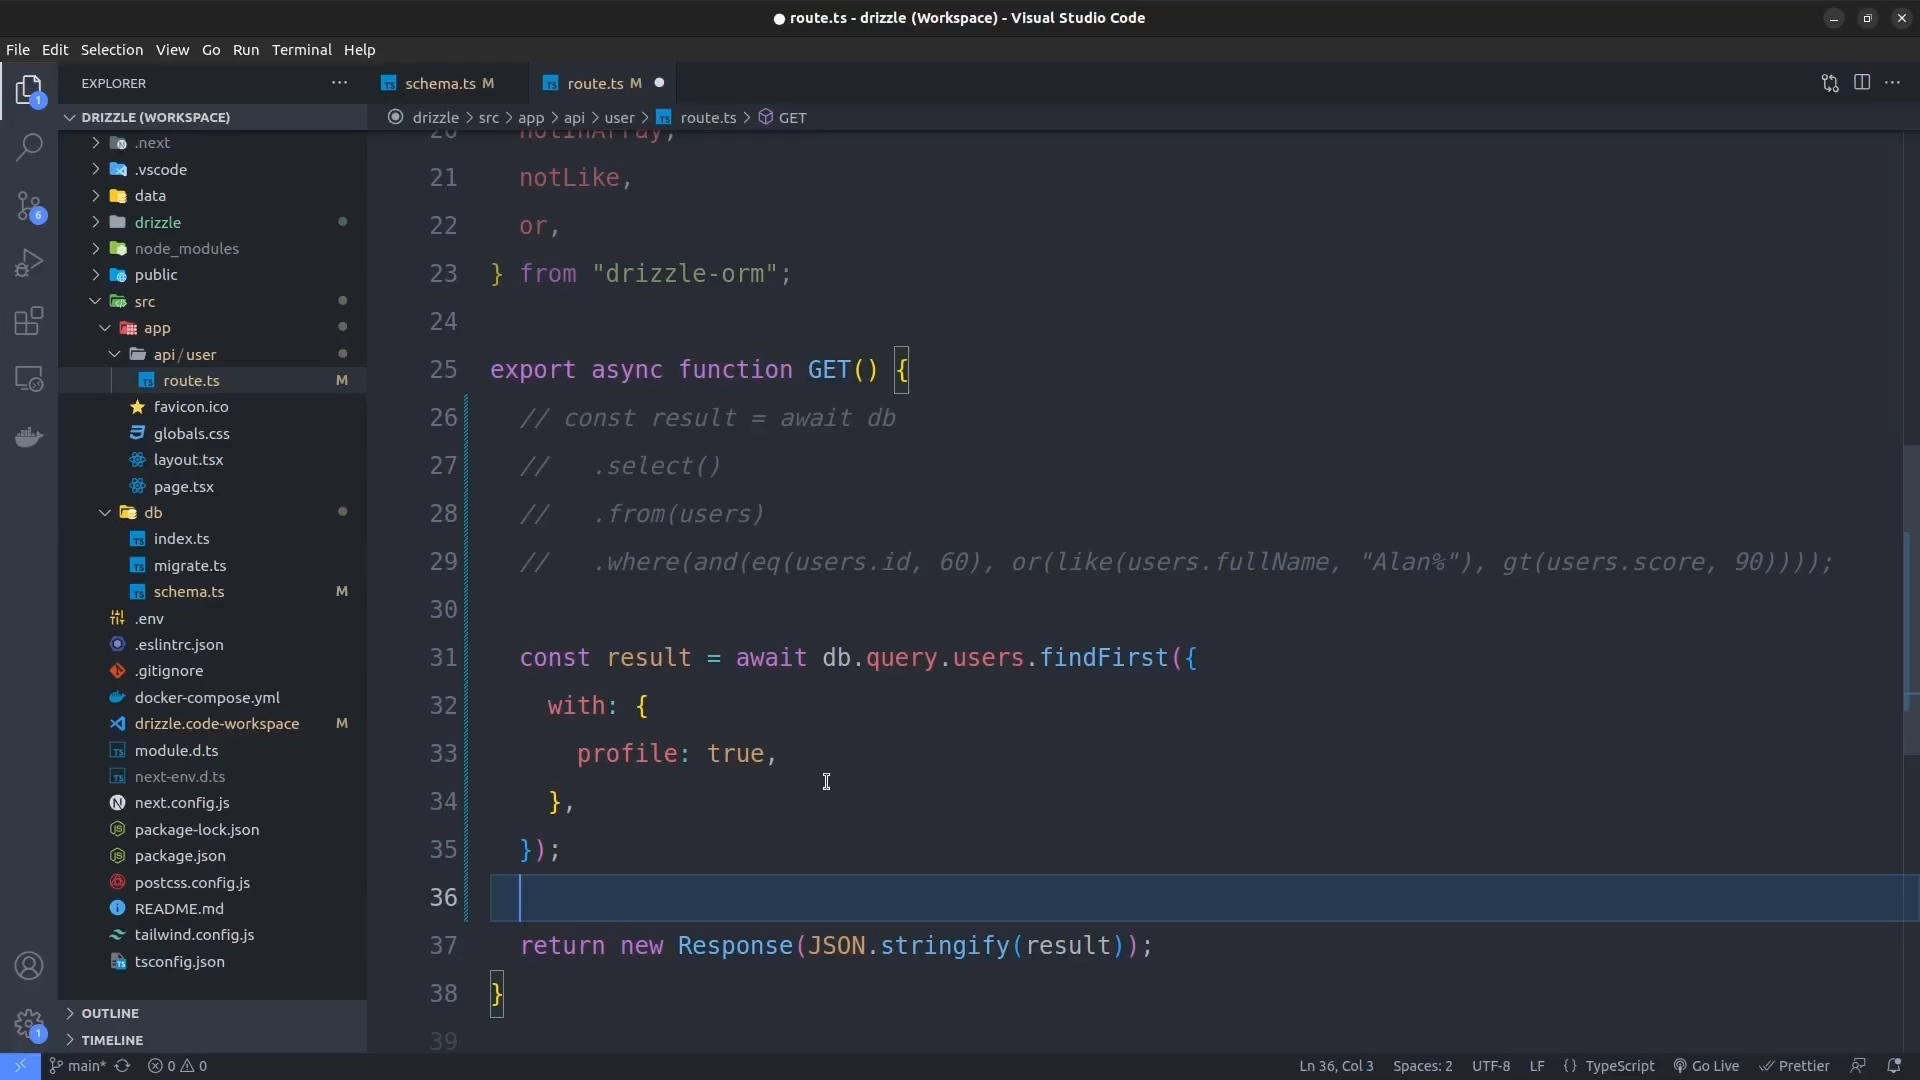 route.ts - drizzle (Workspace) - Visual Studio Code
File Edit Selection View Go Run Terminal Help
EXPLORER
schema.ts M
route.ts M
DRIZZLE (WORKSPACE)
drizzle > src > app > api > user > route.ts > GET
.next
.vscode
data
drizzle
node_modules
public
src
app
api/user
route.ts M
favicon.ico
globals.css
layout.tsx
page.tsx
db
index.ts
migrate.ts
schema.ts M
.env
.eslintrc.json
.gitignore
docker-compose.yml
drizzle.code-workspace M
module.d.ts
next-env.d.ts
next.config.js
package-lock.json
package.json
postcss.config.js
README.md
tailwind.config.js
tsconfig.json
OUTLINE
TIMELINE
1
6
1
20 notInArray,
21 notLike,
22 or,
23 } from "drizzle-orm";
24
25 export async function GET() {
26 // const result = await db
27 //   .select()
28 //   .from(users)
29 //   .where(and(eq(users.id, 60), or(like(users.fullName, "Alan%"), gt(users.score, 90))));
30
31 const result = await db.query.users.findFirst({
32 with: {
33 profile: true,
34 },
35 });
36
37 return new Response(JSON.stringify(result));
38 }
39
main* 0 0 Ln 36, Col 3 Spaces: 2 UTF-8 LF {} TypeScript Go Live Prettier